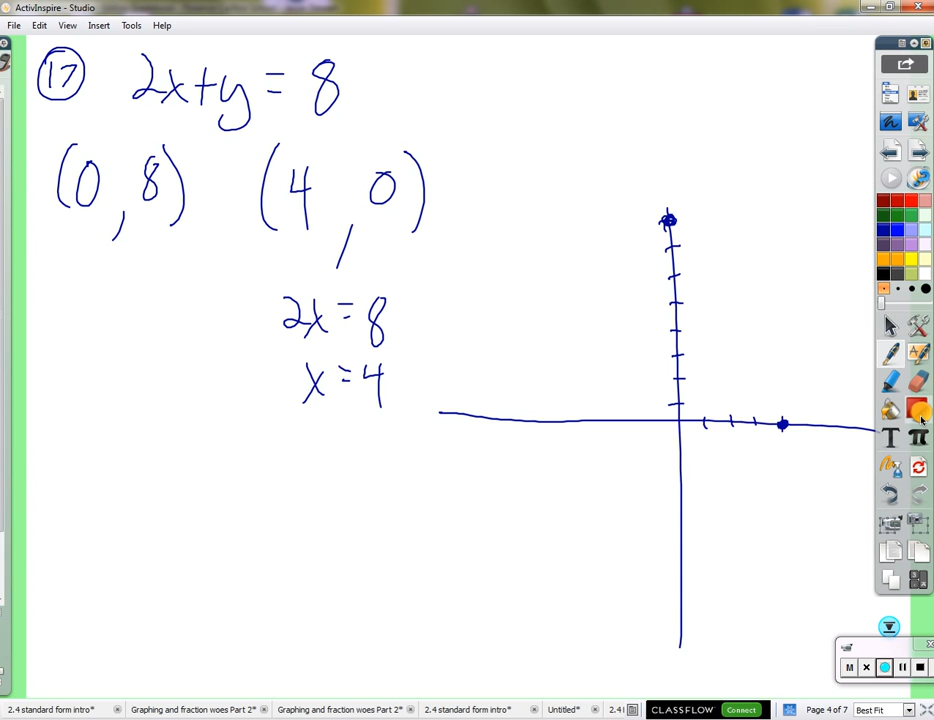 ActivInspire - Studio
File Edit View Insert Tools Help
17 2x+y = 8
(0, 8) (4, 0)
2x = 8
x = 4
T π
M
2.4 standard form intro* Graphing and fraction woes Part 2* Graphing and fraction woes Part 2* 2.4 standard form intro* Untitled* 2.4 l CLASSFLOW Connect Page 4 of 7 Best Fit